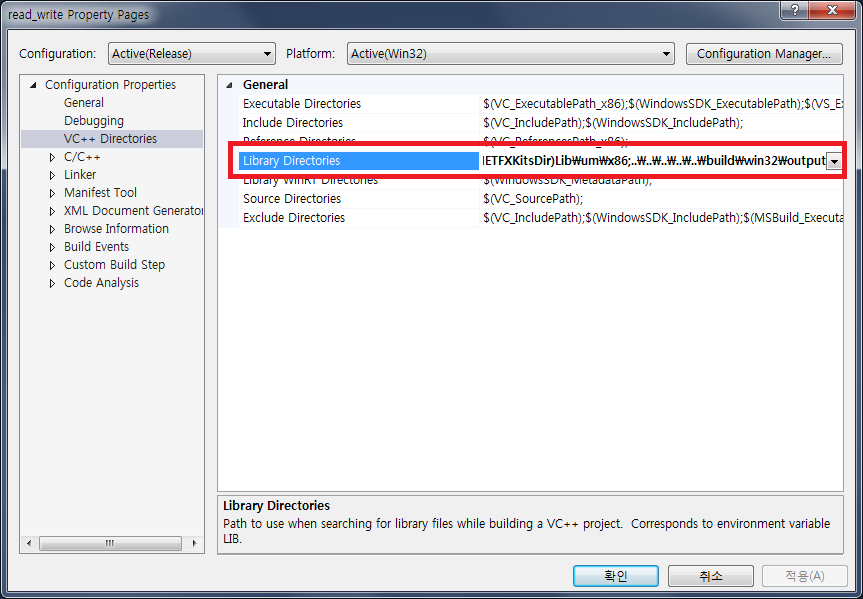 read_write Property Pages
?
Configuration: Active(Release) Platform: Active(Win32) Configuration Manager...
Configuration Properties
General
Debugging
VC++ Directories
C/C++
Linker
Manifest Tool
XML Document Generator
Browse Information
Build Events
Custom Build Step
Code Analysis
General
Executable Directories $(VC_ExecutablePath_x86);$(WindowsSDK_ExecutablePath);$(VS_Ex
Include Directories $(VC_IncludePath);$(WindowsSDK_IncludePath);
Reference Directories $(VC_ReferencesPath_x86);
Library Directories ETFXKitsDir)Lib₩um₩x86;..₩..₩..₩..₩..₩build₩win32₩output
Library WinRT Directories $(WindowsSDK_MetadataPath);
Source Directories $(VC_SourcePath);
Exclude Directories $(VC_IncludePath);$(WindowsSDK_IncludePath);$(MSBuild_Executa
Library Directories
Path to use when searching for library files while building a VC++ project. Corresponds to environment variable
LIB.
확인 취소 적용(A)